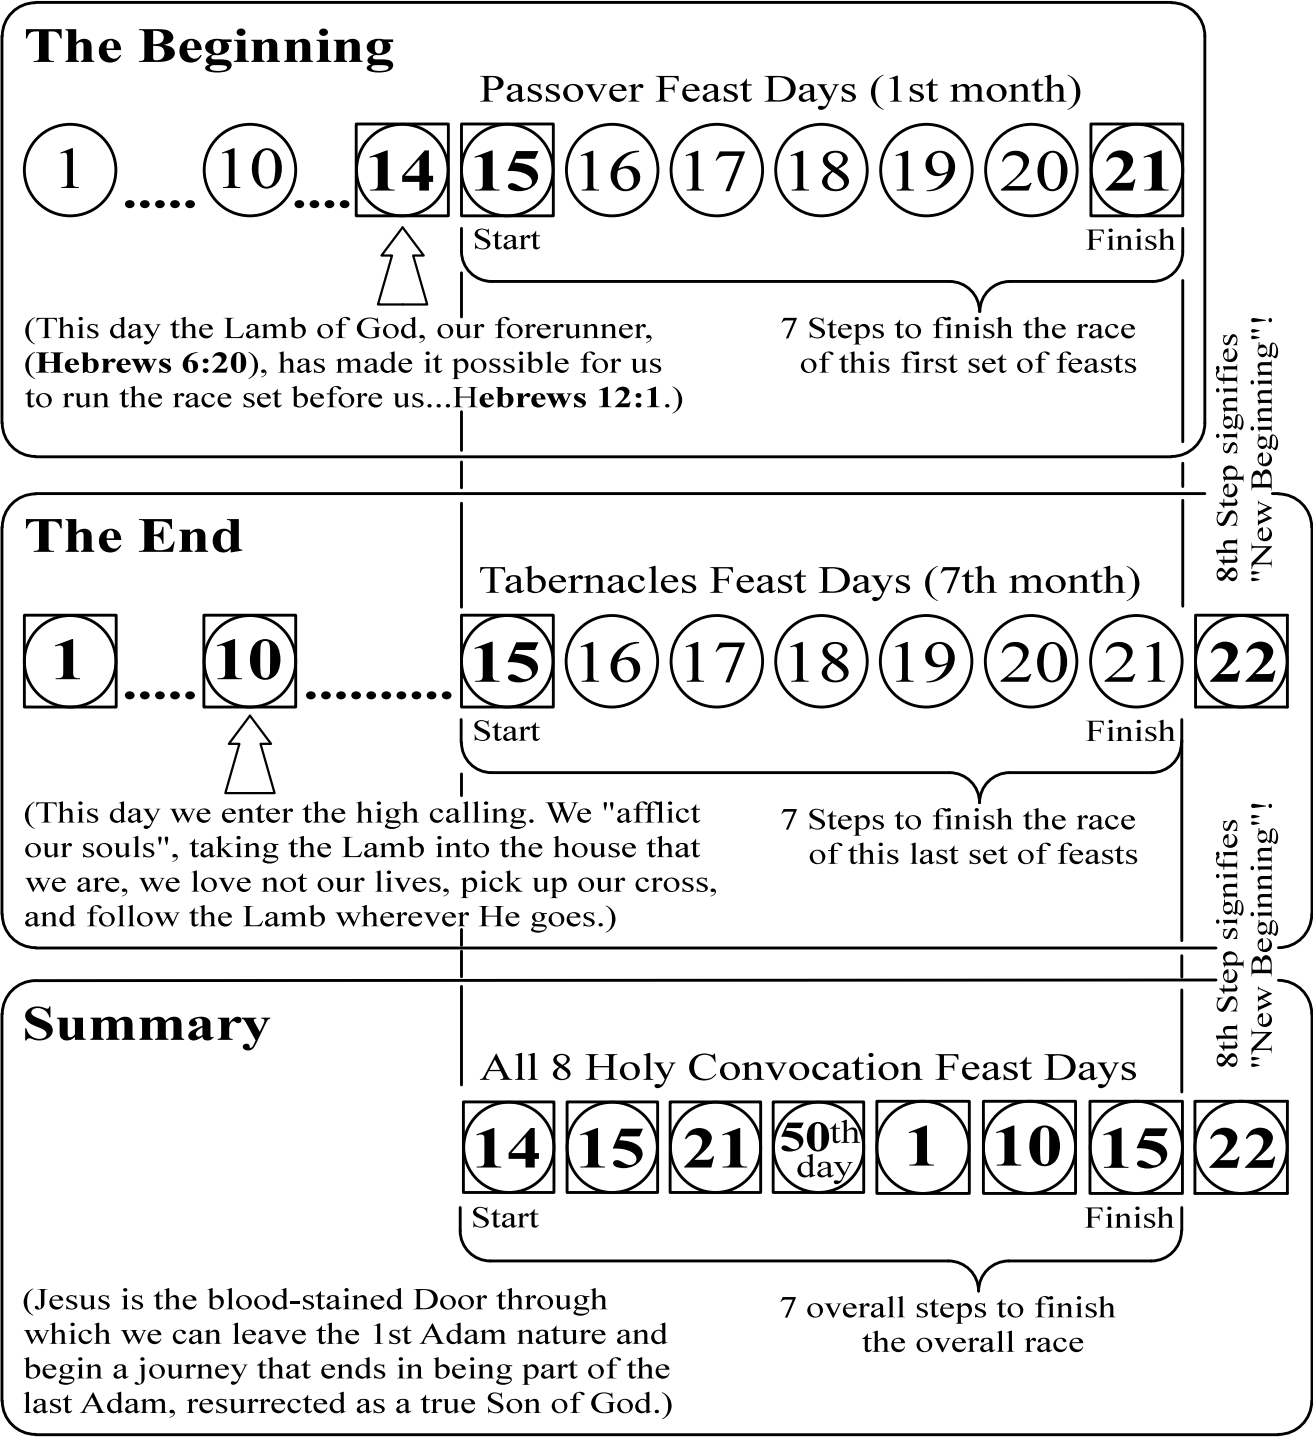 The Beginning
Passover Feast Days (1st month)
1 ..... 10 .... 14 15 16 17 18 19 20 21
Start Finish
(This day the Lamb of God, our forerunner,
(Hebrews 6:20), has made it possible for us
to run the race set before us...Hebrews 12:1.)
7 Steps to finish the race
of this first set of feasts
8th Step signifies
"New Beginning"!
The End
Tabernacles Feast Days (7th month)
1 ..... 10 .......... 15 16 17 18 19 20 21 22
Start Finish
(This day we enter the high calling. We "afflict
our souls", taking the Lamb into the house that
we are, we love not our lives, pick up our cross,
and follow the Lamb wherever He goes.)
7 Steps to finish the race
of this last set of feasts
8th Step signifies
"New Beginning"!
Summary
All 8 Holy Convocation Feast Days
14 15 21 50th day 1 10 15 22
Start Finish
(Jesus is the blood-stained Door through
which we can leave the 1st Adam nature and
begin a journey that ends in being part of the
last Adam, resurrected as a true Son of God.)
7 overall steps to finish
the overall race